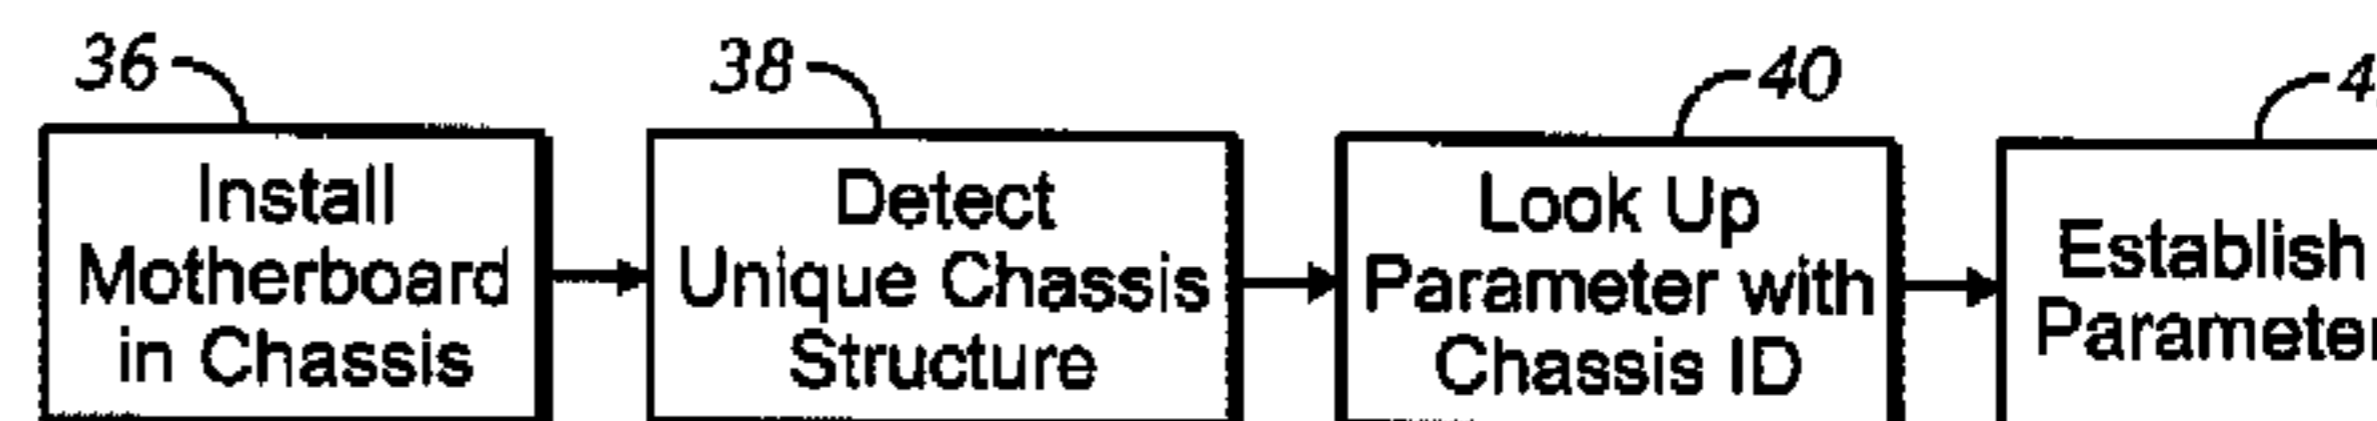 36
38
40
Install
Motherboard
in Chassis
Detect
Unique Chassis
Structure
Look Up
Parameter with
Chassis ID
Establish